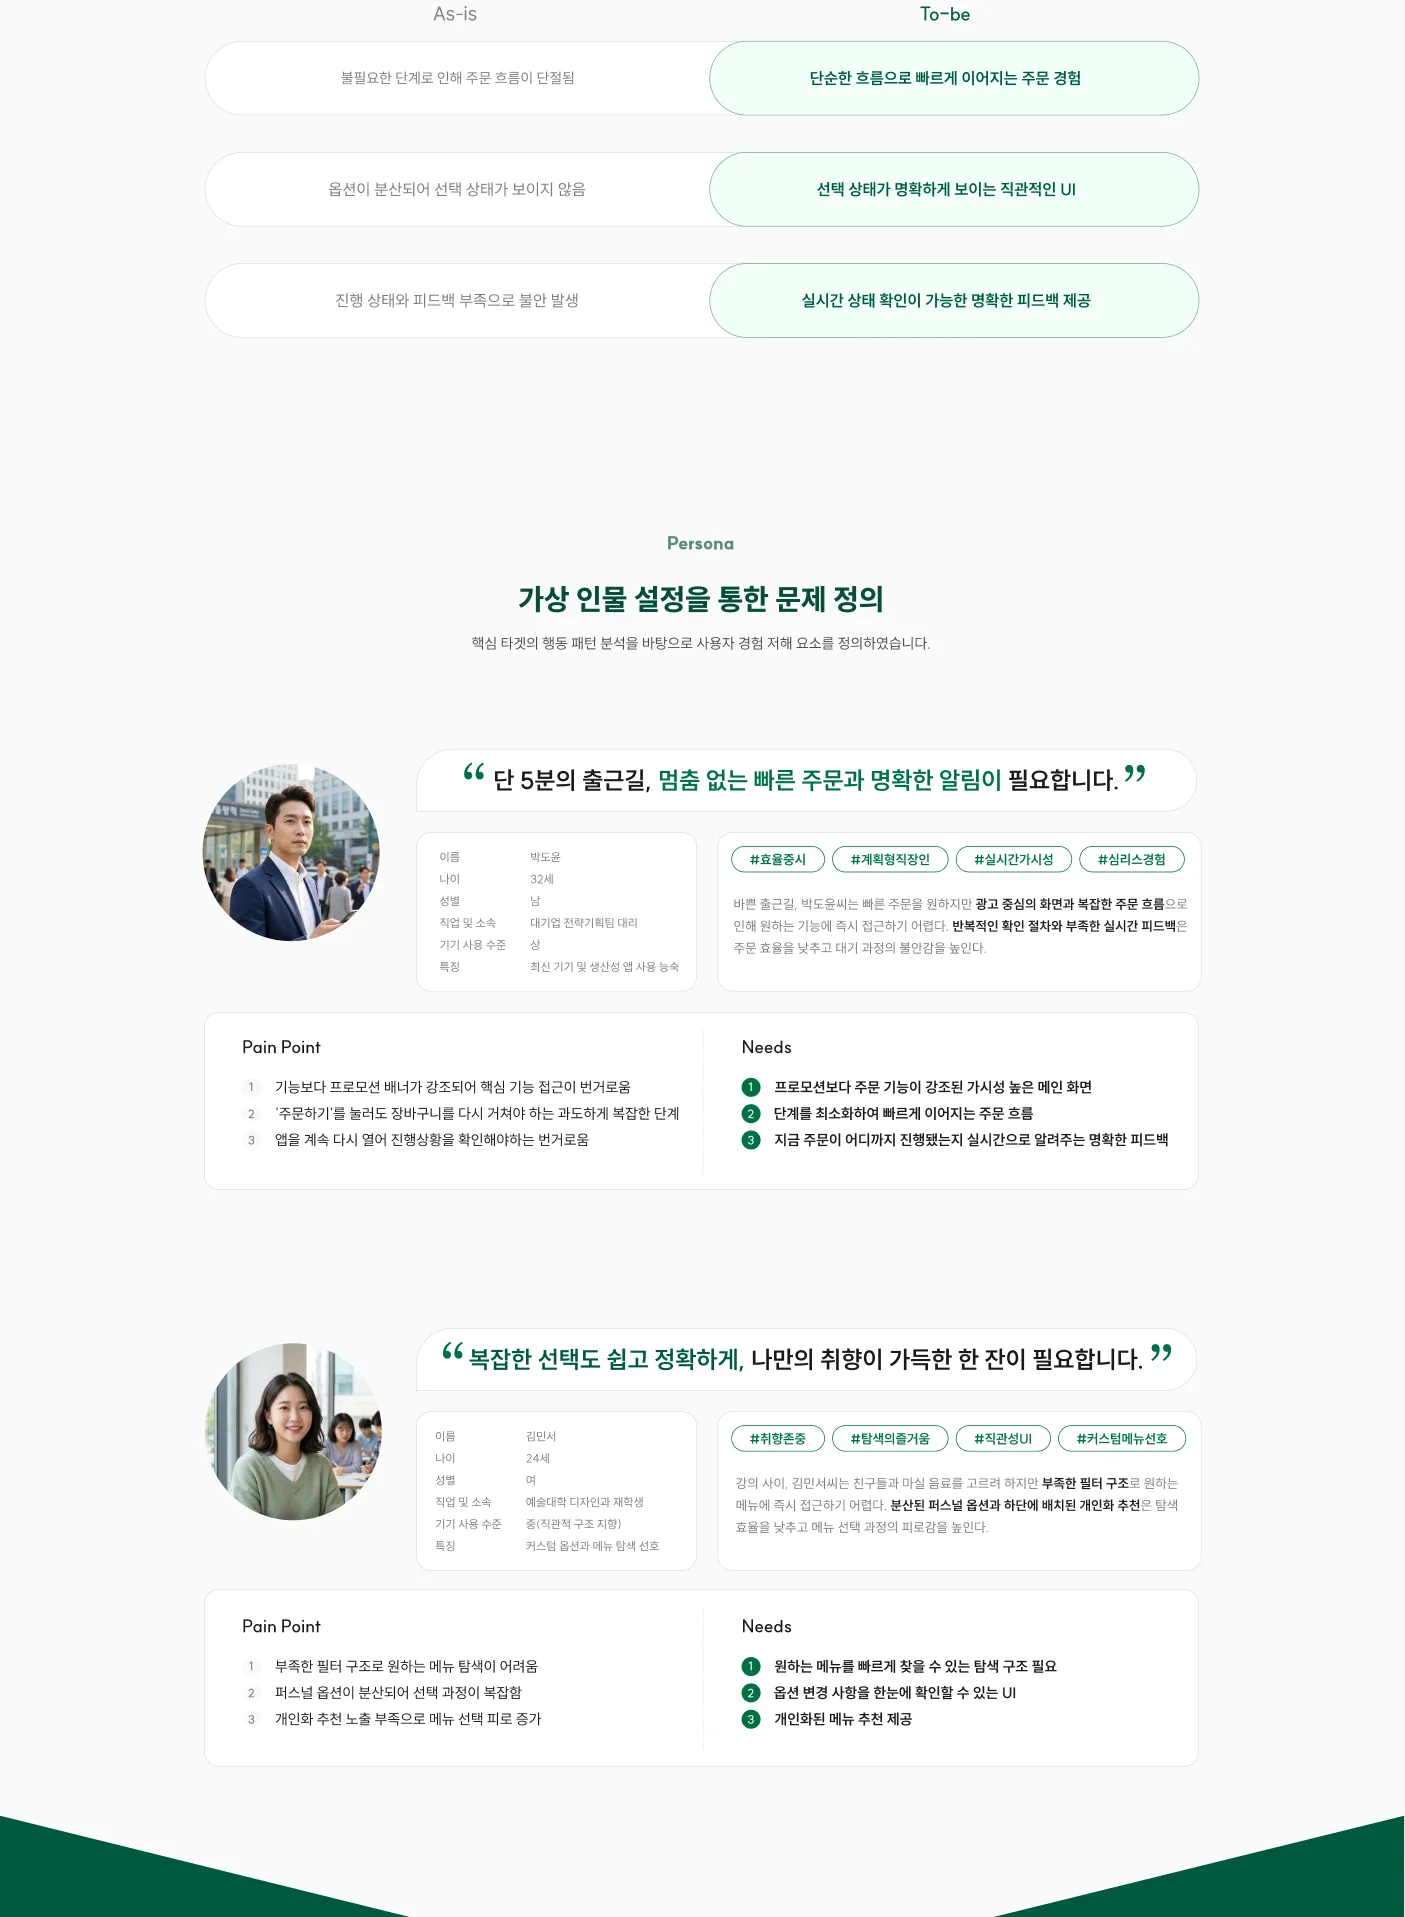 As-is
To-be
불필요한 단계로 인해 주문 흐름이 단절됨
단순한 흐름으로 빠르게 이어지는 주문 경험
옵션이 분산되어 선택 상태가 보이지 않음
선택 상태가 명확하게 보이는 직관적인 UI
진행 상태와 피드백 부족으로 불안 발생
실시간 상태 확인이 가능한 명확한 피드백 제공
Persona
가상 인물 설정을 통한 문제 정의
핵심 타겟의 행동 패턴 분석을 바탕으로 사용자 경험 저해 요소를 정의하였습니다.
“ 단 5분의 출근길, 멈춤 없는 빠른 주문과 명확한 알림이 필요합니다. ”
이름 박도윤
나이 32세
성별 남
직업 및 소속 대기업 전략기획팀 대리
기기 사용 수준 상
특징 최신 기기 및 생산성 앱 사용 능숙
#효율중시 #계획형직장인 #실시간가시성 #심리스경험
바쁜 출근길, 박도윤씨는 빠른 주문을 원하지만 광고 중심의 화면과 복잡한 주문 흐름으로
인해 원하는 기능에 즉시 접근하기 어렵다. 반복적인 확인 절차와 부족한 실시간 피드백은
주문 효율을 낮추고 대기 과정의 불안감을 높인다.
Pain Point
1 기능보다 프로모션 배너가 강조되어 핵심 기능 접근이 번거로움
2 ‘주문하기’를 눌러도 장바구니를 다시 거쳐야 하는 과도하게 복잡한 단계
3 앱을 계속 다시 열어 진행상황을 확인해야하는 번거로움
Needs
1 프로모션보다 주문 기능이 강조된 가시성 높은 메인 화면
2 단계를 최소화하여 빠르게 이어지는 주문 흐름
3 지금 주문이 어디까지 진행됐는지 실시간으로 알려주는 명확한 피드백
“ 복잡한 선택도 쉽고 정확하게, 나만의 취향이 가득한 한 잔이 필요합니다. ”
이름 김민서
나이 24세
성별 여
직업 및 소속 예술대학 디자인과 재학생
기기 사용 수준 중(직관적 구조 지향)
특징 커스텀 옵션과 메뉴 탐색 선호
#취향존중 #탐색의즐거움 #직관성UI #커스텀메뉴선호
강의 사이, 김민서씨는 친구들과 마실 음료를 고르려 하지만 부족한 필터 구조로 원하는
메뉴에 즉시 접근하기 어렵다. 분산된 퍼스널 옵션과 하단에 배치된 개인화 추천은 탐색
효율을 낮추고 메뉴 선택 과정의 피로감을 높인다.
Pain Point
1 부족한 필터 구조로 원하는 메뉴 탐색이 어려움
2 퍼스널 옵션이 분산되어 선택 과정이 복잡함
3 개인화 추천 노출 부족으로 메뉴 선택 피로 증가
Needs
1 원하는 메뉴를 빠르게 찾을 수 있는 탐색 구조 필요
2 옵션 변경 사항을 한눈에 확인할 수 있는 UI
3 개인화된 메뉴 추천 제공